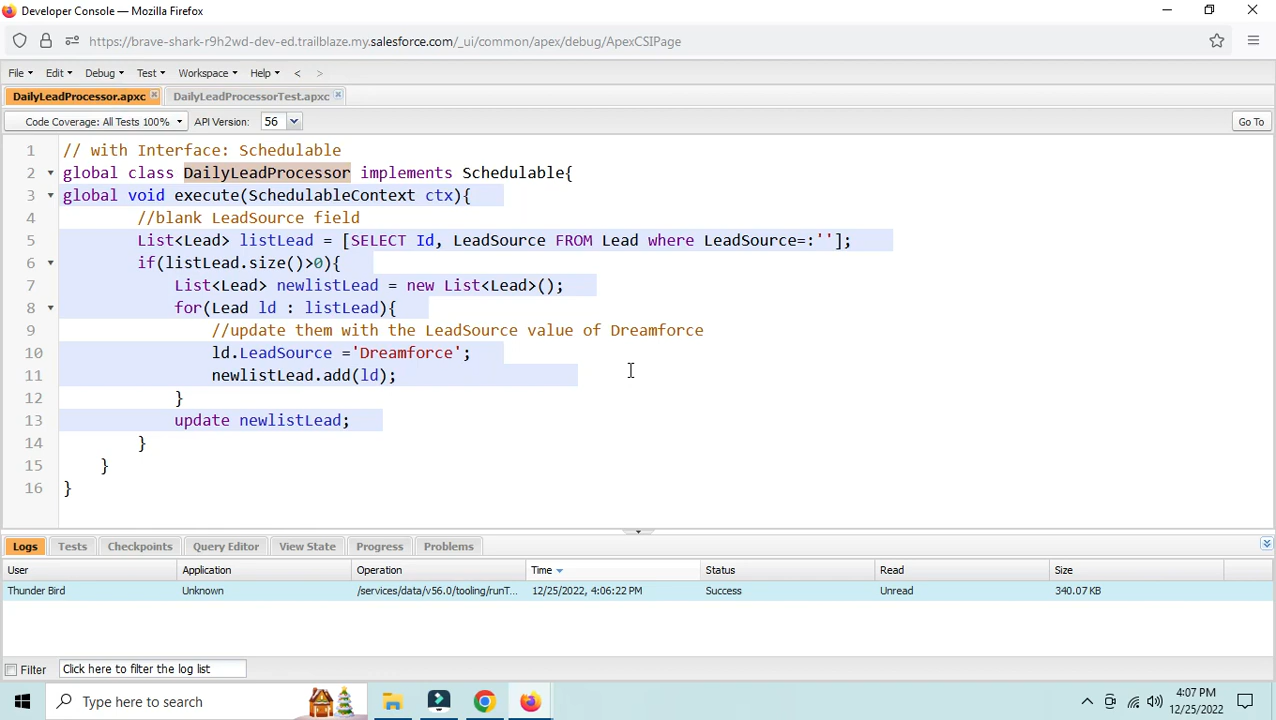 Developer Console — Mozilla Firefox
https://brave-shark-r9h2wd-dev-ed.trailblaze.my.salesforce.com/_ui/common/apex/debug/ApexCSIPage
File Edit Debug Test Workspace Help < >
DailyLeadProcessor.apxc DailyLeadProcessorTest.apxc
Code Coverage: All Tests 100% API Version: 56 Go To
1 // with Interface: Schedulable
2 global class DailyLeadProcessor implements Schedulable{
3 global void execute(SchedulableContext ctx){
4 //blank LeadSource field
5 List<Lead> listLead = [SELECT Id, LeadSource FROM Lead where LeadSource=:''];
6 if(listLead.size()>0){
7 List<Lead> newlistLead = new List<Lead>();
8 for(Lead ld : listLead){
9 //update them with the LeadSource value of Dreamforce
10 ld.LeadSource ='Dreamforce';
11 newlistLead.add(ld);
12 }
13 update newlistLead;
14 }
15 }
16 }
Logs Tests Checkpoints Query Editor View State Progress Problems
User Application Operation Time Status Read Size
Thunder Bird Unknown /services/data/v56.0/tooling/runT... 12/25/2022, 4:06:22 PM Success Unread 340.07 KB
Filter Click here to filter the log list
Type here to search
4:07 PM
12/25/2022